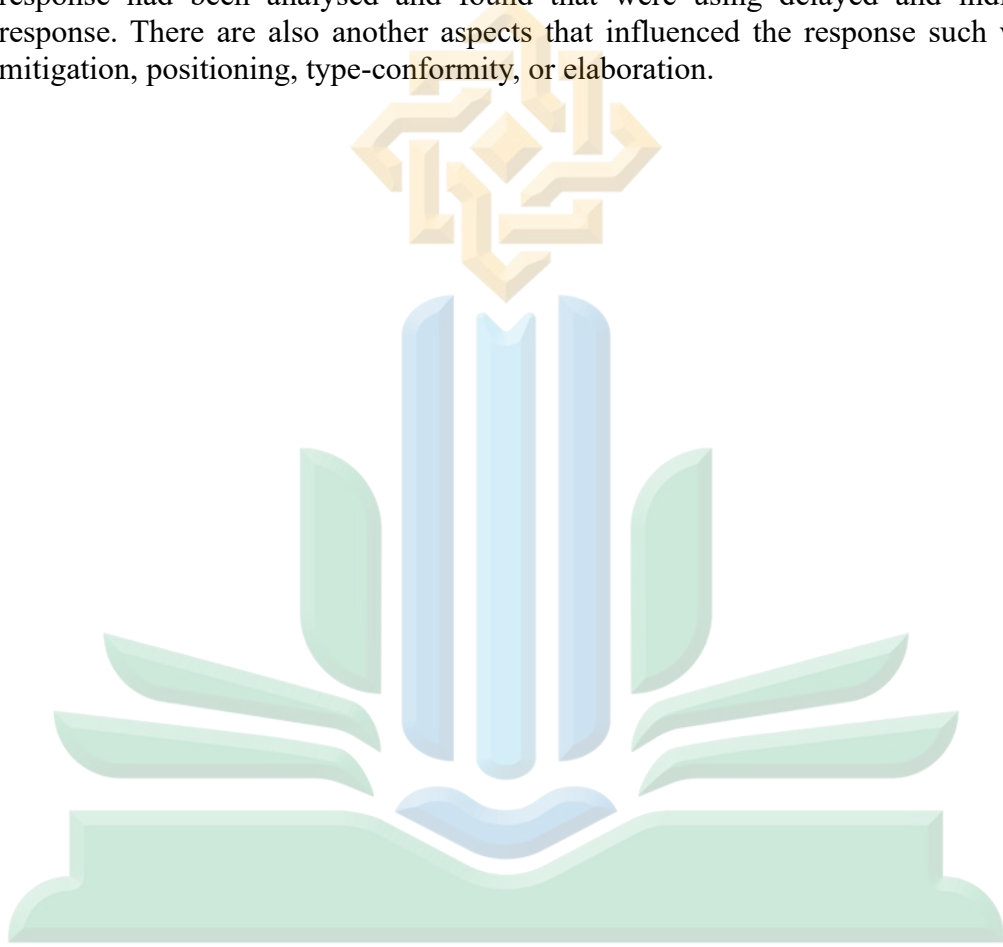 response had been analysed and found that were using delayed and
response. There are also another aspects that influenced the response such
mitigation, positioning, type-conformity, or elaboration.